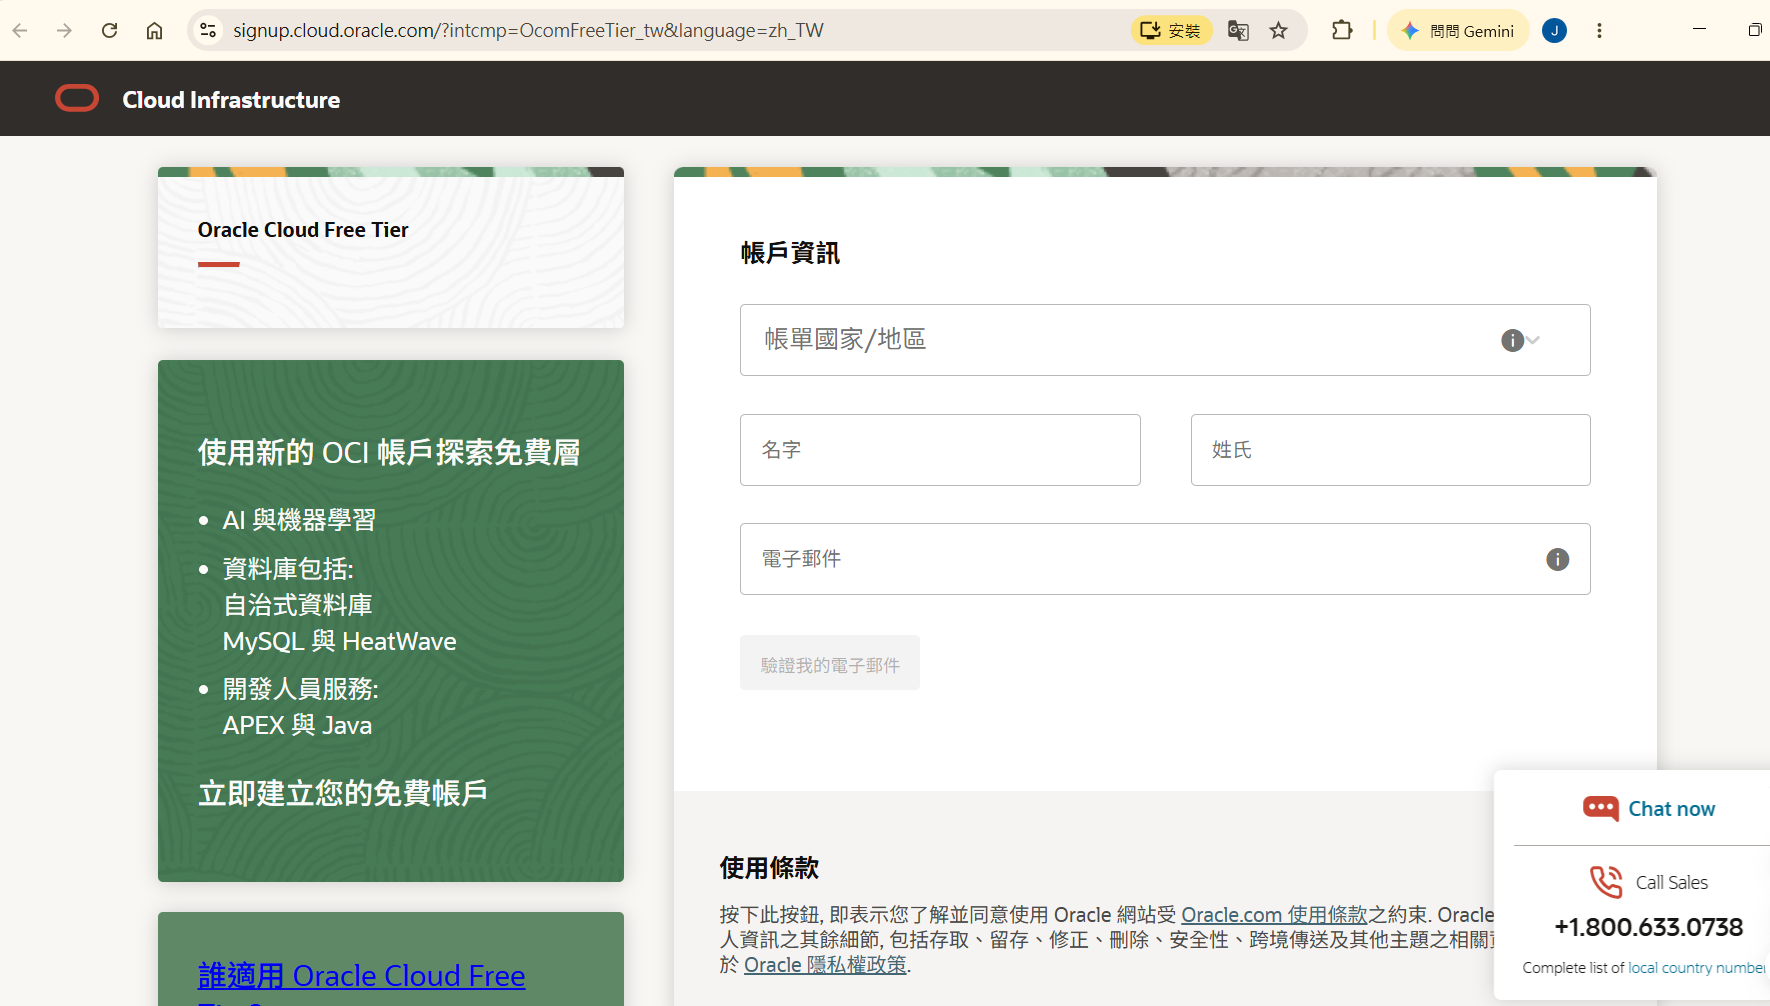 signup.cloud.oracle.com/?intcmp=OcomFreeTier_tw&language=zh_TW
安裝
問問 Gemini
J
Cloud Infrastructure
Oracle Cloud Free Tier
使用新的 OCI 帳戶探索免費層
• AI 與機器學習
• 資料庫包括:
自治式資料庫
MySQL 與 HeatWave
• 開發人員服務:
APEX 與 Java
立即建立您的免費帳戶
誰適用 Oracle Cloud Free
帳戶資訊
帳單國家/地區
名字
姓氏
電子郵件
驗證我的電子郵件
使用條款
按下此按鈕, 即表示您了解並同意使用 Oracle 網站受 Oracle.com 使用條款之約束. Oracle
人資訊之其餘細節, 包括存取、留存、修正、刪除、安全性、跨境傳送及其他主題之相關
於 Oracle 隱私權政策.
Chat now
Call Sales
+1.800.633.0738
Complete list of local country number